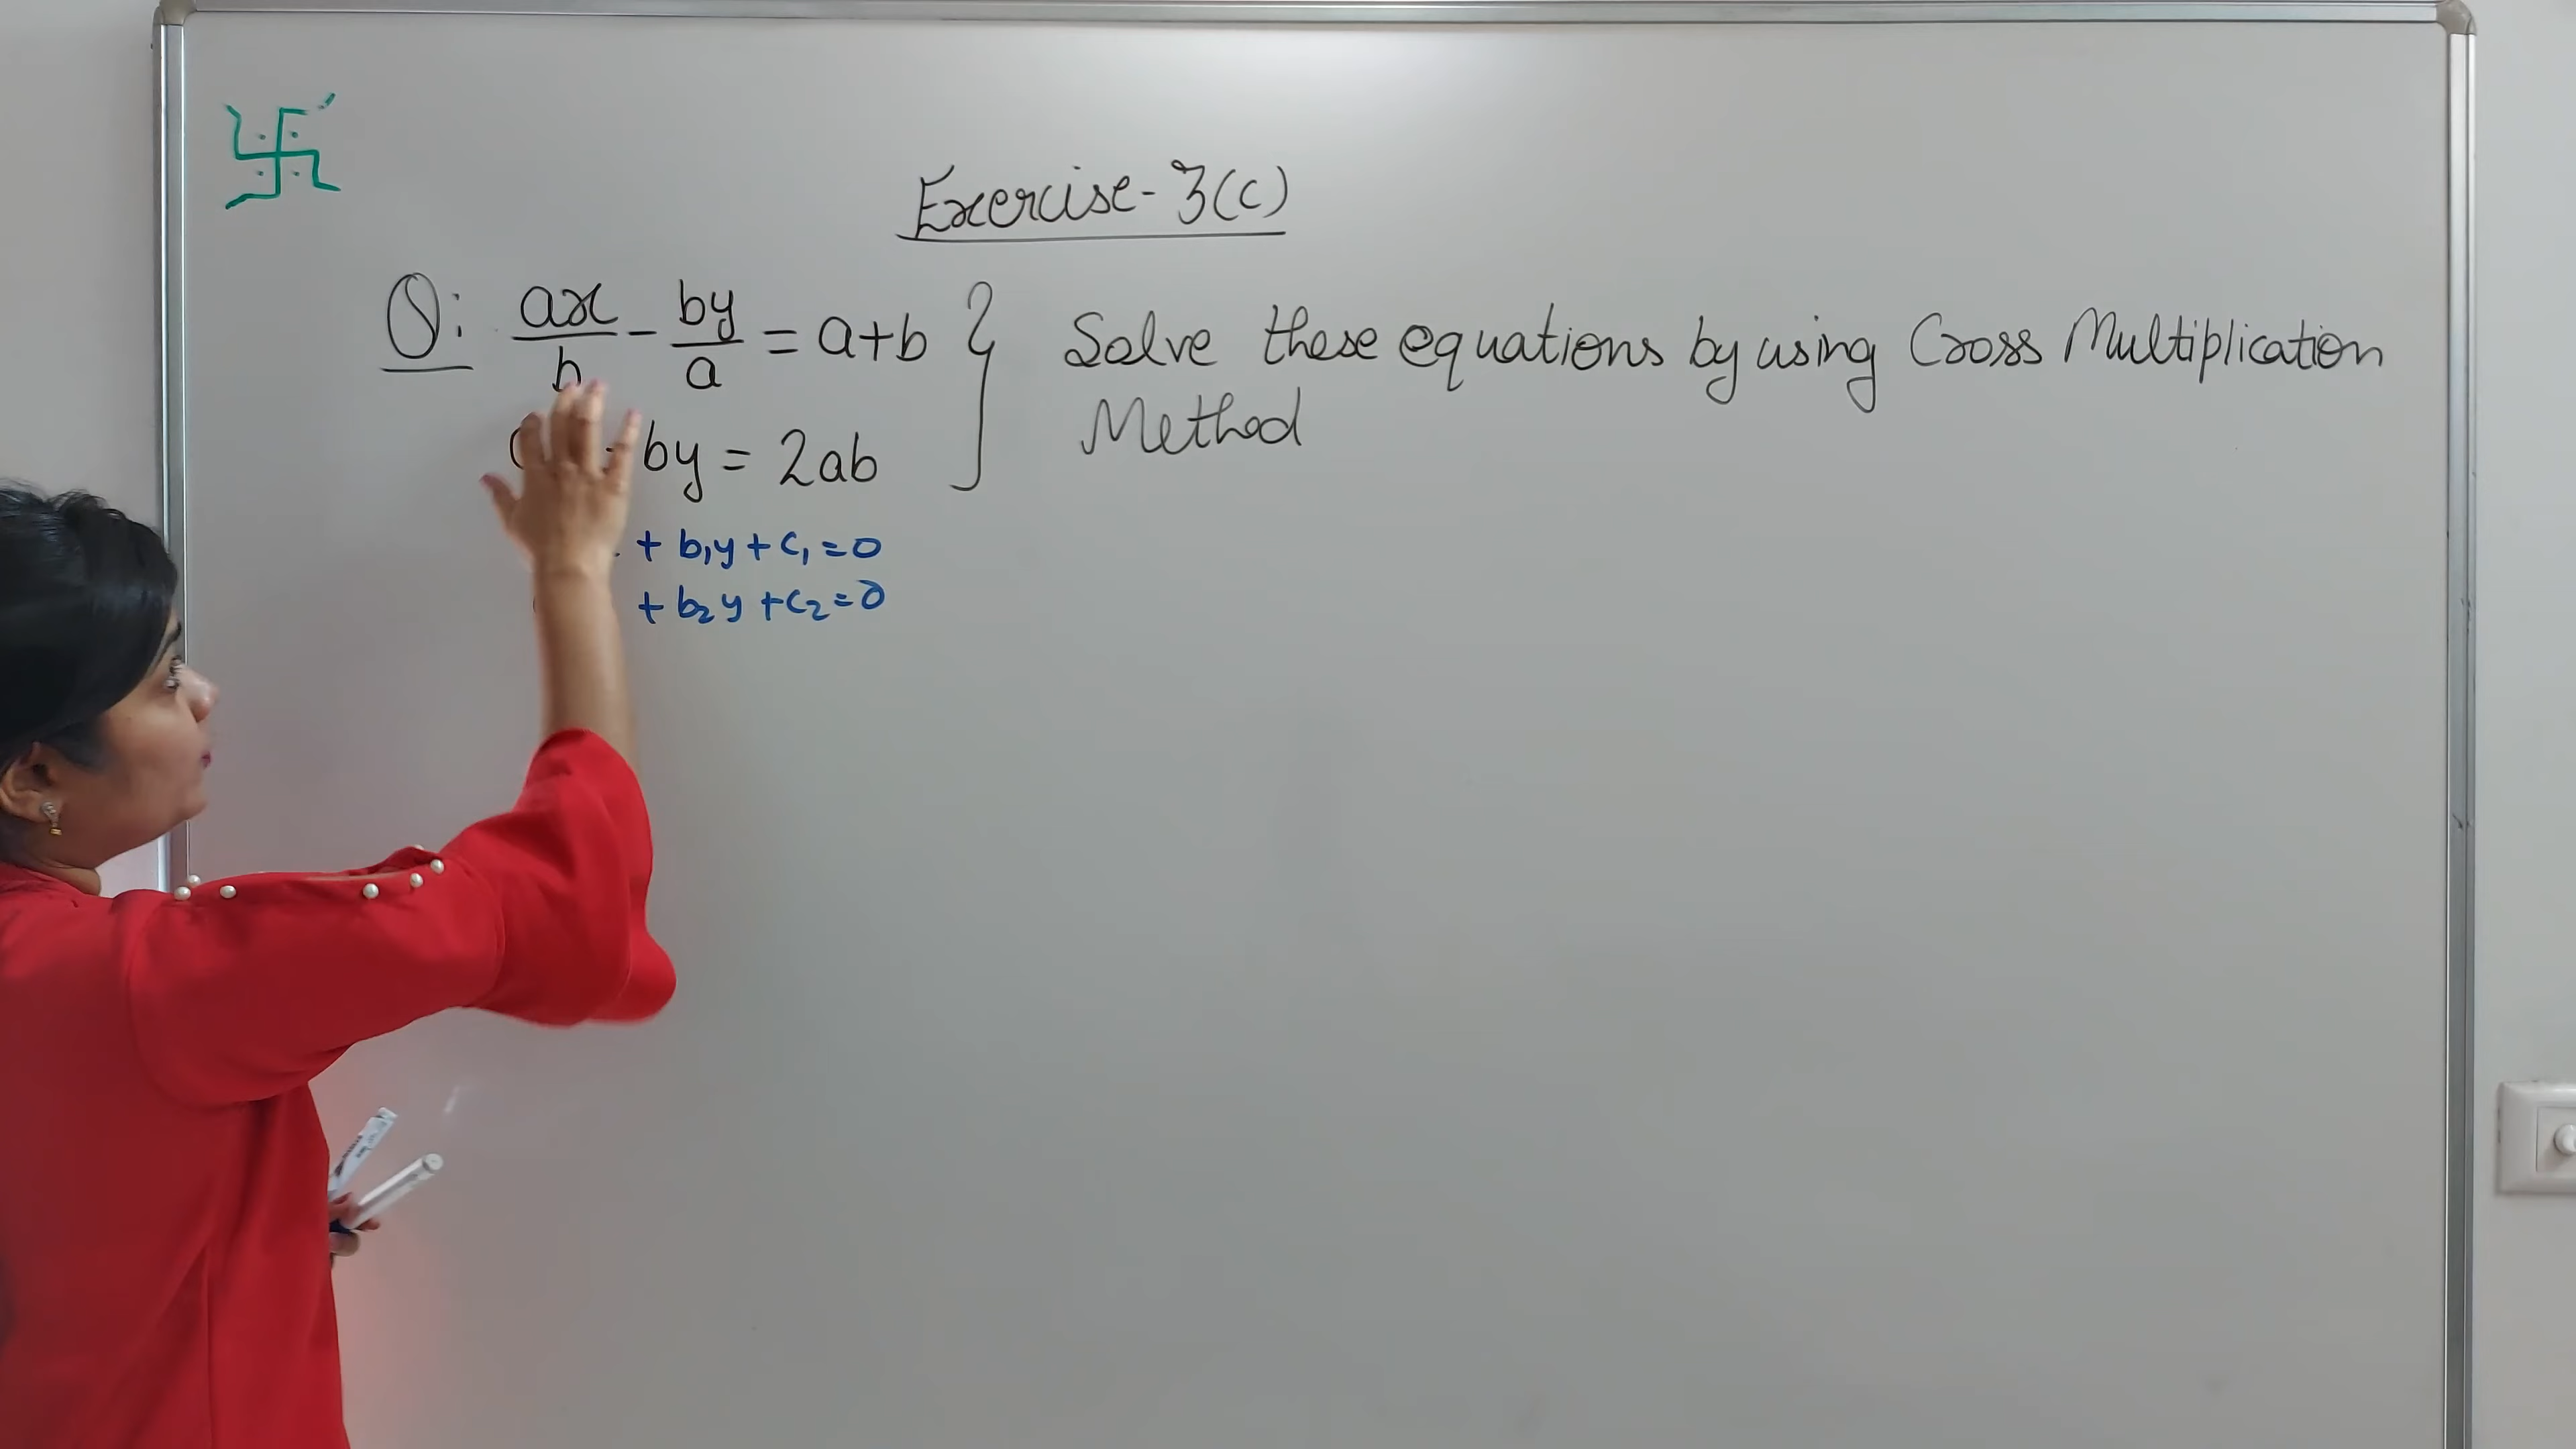 Exercise-3(c)
Q: ax/b - by/a = a+b } Solve these equations by using Cross Multiplication
Method
by = 2ab
+ b₁y + c₁ = 0
+ b₂y + c₂ = 0